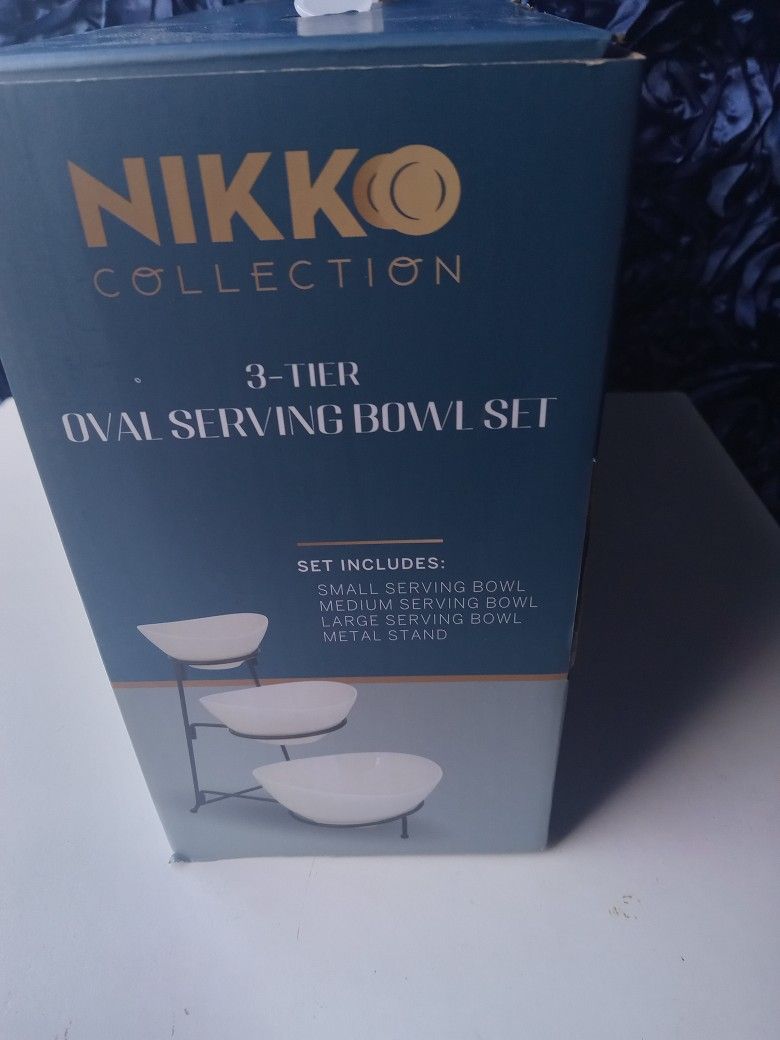 NIKKO
COLLECTION
3-TIER
OVAL SERVING BOWL SET
SET INCLUDES:
SMALL SERVING BOWL
MEDIUM SERVING BOWL
LARGE SERVING BOWL
METAL STAND